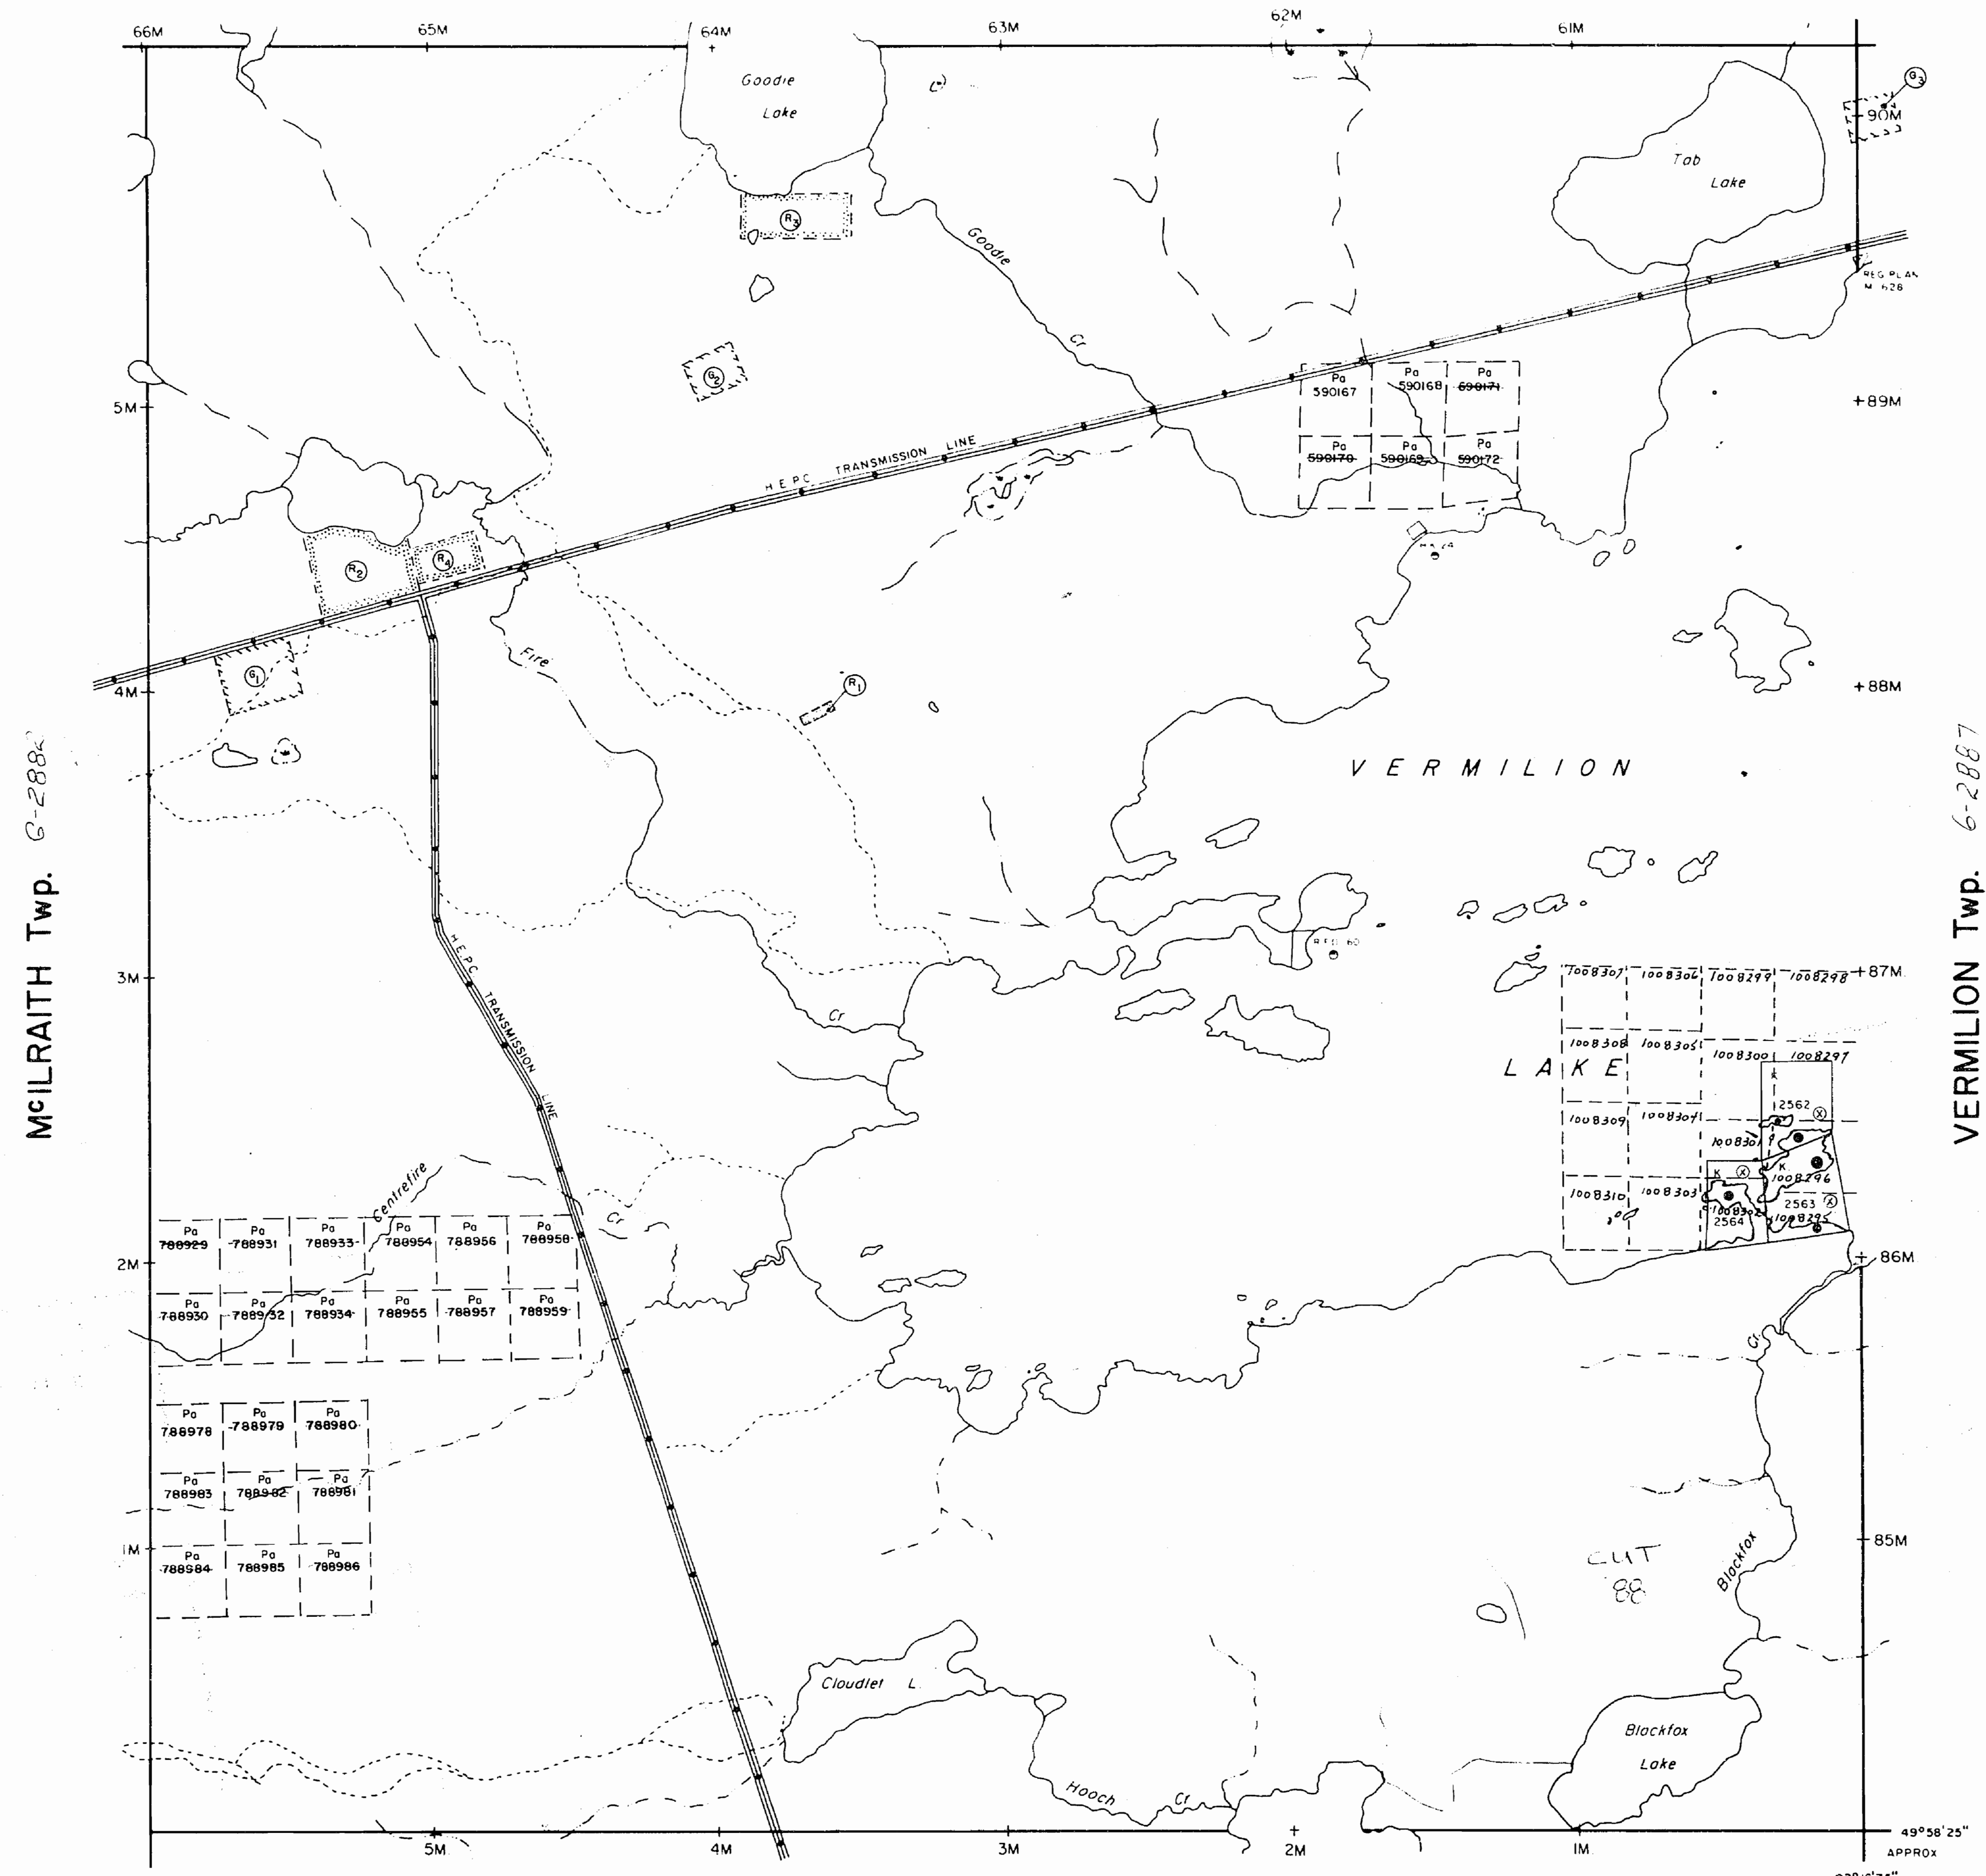 66M 65M 64M 63M 62M 61M
Goodie
Lake
G3
90M
Tab
Lake
R3
Goodie
Cr
REG. PLAN
M 628
G2
5M
89M
Pa
590167
Pa
590168
Pa
590171
Pa
590170
Pa
590169
Pa
590172
H.E.P.C. TRANSMISSION LINE
R2
R4
Fire
G1
4M
R1
88M
McILRAITH Twp.
VERMILION Twp. G-2887
VERMILION
LAKE
3M
87M
H.E.P.C. TRANSMISSION LINE
Cr
1008307 1008306 1008299 1008298
1008308 1008305 1008300 1008297
K
2562 X
1008309 1008304 1008301
K X K
1008296
1008310 1008303 1008302 2563 X
2564 1008295
Centrefire
Cr
Pa
788929
Pa
788931
Pa
788933
Pa
788954
Pa
788956
Pa
788958
2M
86M
Pa
788930
Pa
788932
Pa
788934
Pa
788955
Pa
788957
Pa
788959
Cr.
Pa
788978
Pa
788979
Pa
788980
Pa
788983
Pa
788982
Pa
788981
1M
85M
Pa
788984
Pa
788985
Pa
788986
CUT
88
Blackfox
Cloudlet L.
Blackfox
Lake
Hooch Cr
5M 4M 3M 2M 1M
49°58'25"
APPROX